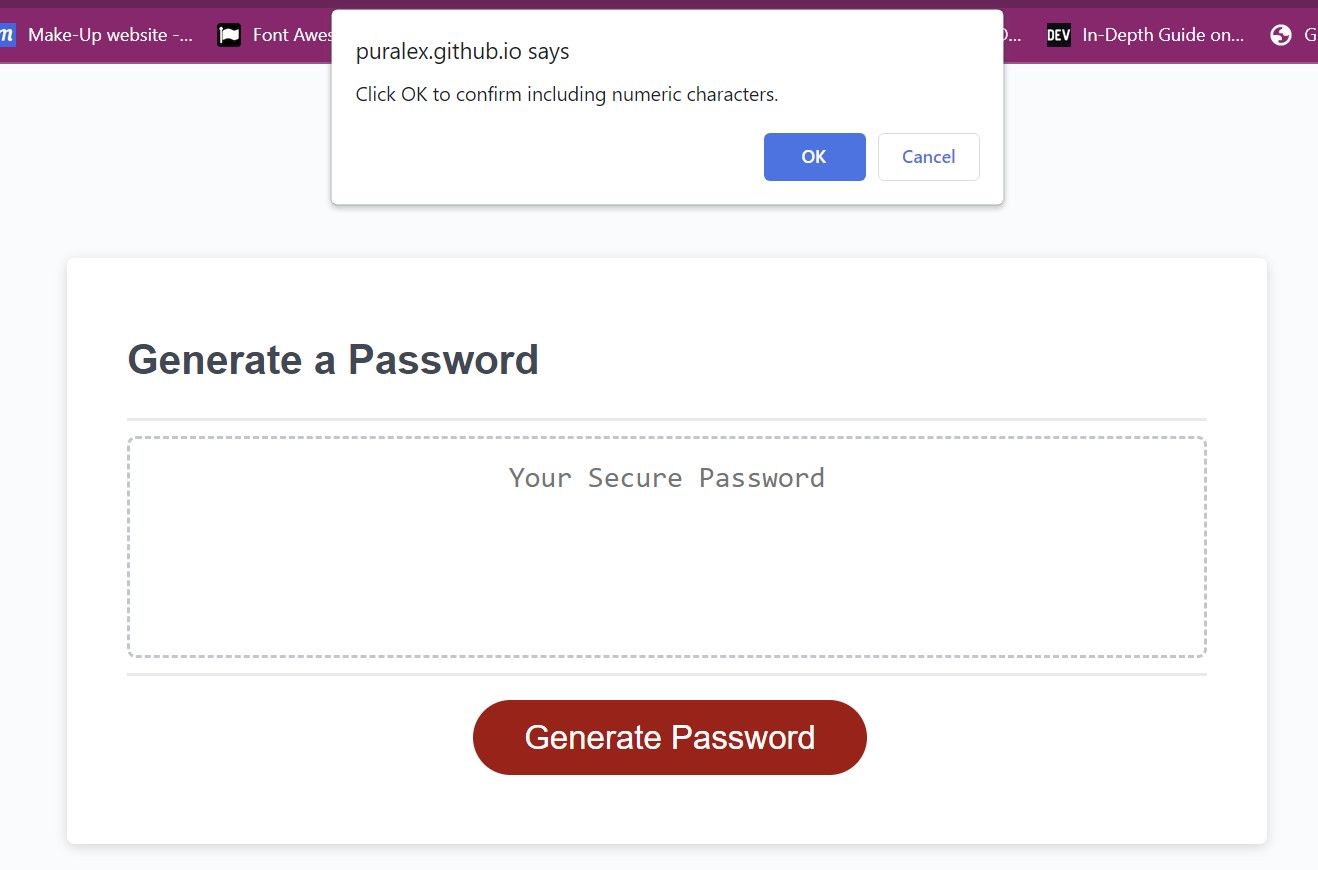 m Make-Up website -... Font Awes ... DEV In-Depth Guide on... G
puralex.github.io says
Click OK to confirm including numeric characters.
OK Cancel
Generate a Password
Your Secure Password
Generate Password